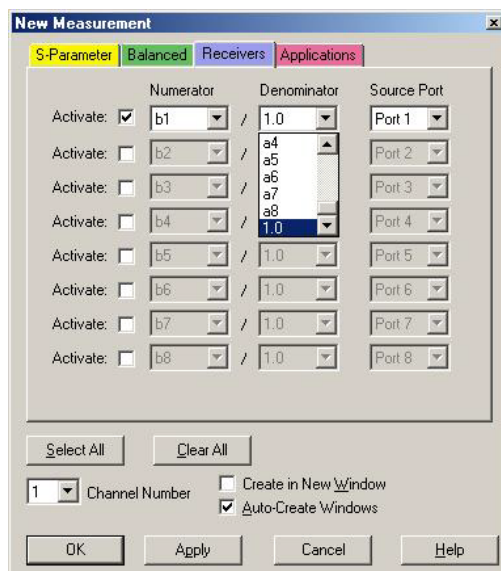 New Measurement
S-Parameter Balanced Receivers Applications
Numerator Denominator Source Port
Activate: b1 / 1.0 Port 1
a4
a5
a6
a7
a8
1.0
Activate: b2 / Port 2
Activate: b3 / Port 3
Activate: b4 / Port 4
Activate: b5 / 1.0 Port 5
Activate: b6 / 1.0 Port 6
Activate: b7 / 1.0 Port 7
Activate: b8 / 1.0 Port 8
Select All Clear All
1 Channel Number
Create in New Window
Auto-Create Windows
OK Apply Cancel Help